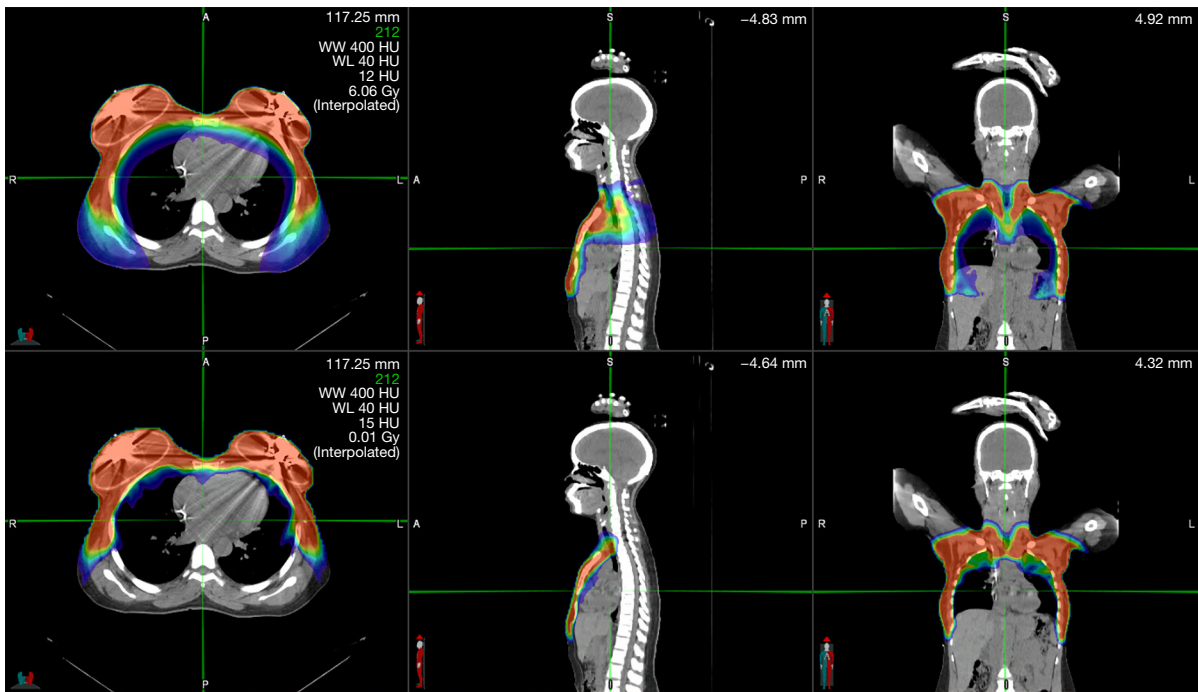 A
117.25 mm
212
WW 400 HU
WL 40 HU
12 HU
6.06 Gy
(Interpolated)
R
L
P
S
−4.83 mm
A
P
S
4.92 mm
R
L
A
117.25 mm
212
WW 400 HU
WL 40 HU
15 HU
0.01 Gy
(Interpolated)
R
L
P
S
−4.64 mm
A
P
S
4.32 mm
R
L